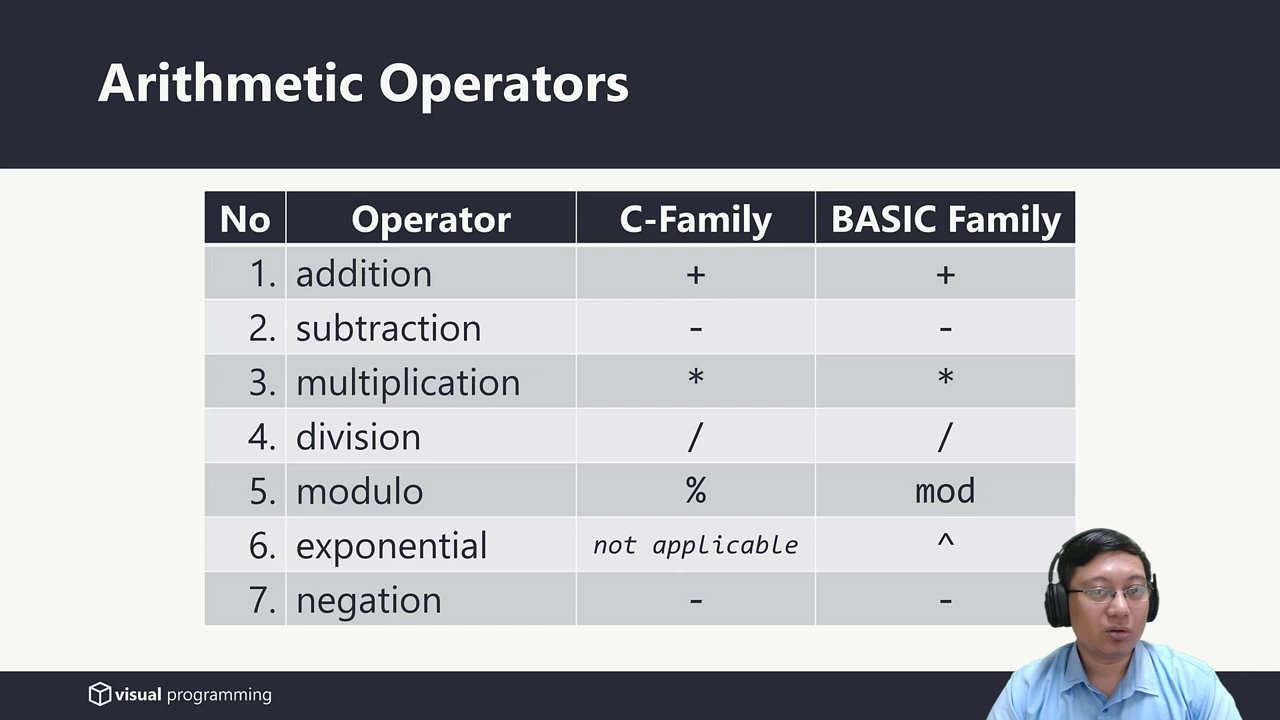 Arithmetic Operators
No Operator C-Family BASIC Family
1. addition + +
2. subtraction - -
3. multiplication * *
4. division / /
5. modulo % mod
6. exponential not applicable ^
7. negation - -
visual programming